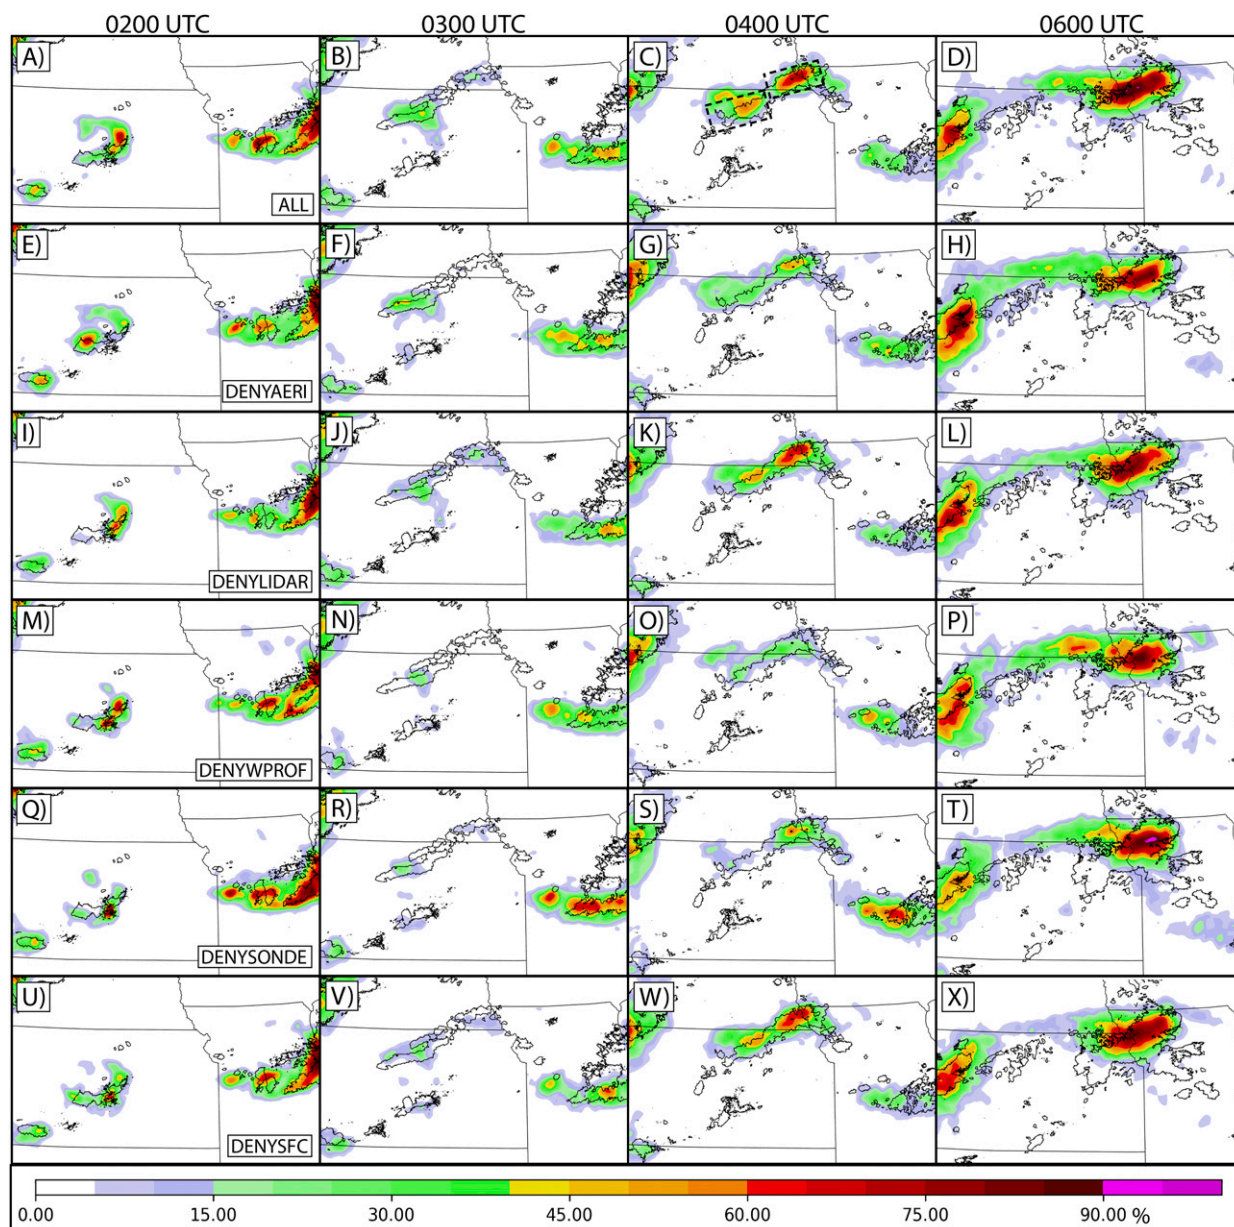 0200 UTC 0300 UTC 0400 UTC 0600 UTC
A) B) C) D)
ALL
E) F) G) H)
DENYAERI
I) J) K) L)
DENYLIDAR
M) N) O) P)
DENYWPROF
Q) R) S) T)
DENYSONDE
U) V) W) X)
DENYSFC
0.00 15.00 30.00 45.00 60.00 75.00 90.00 %